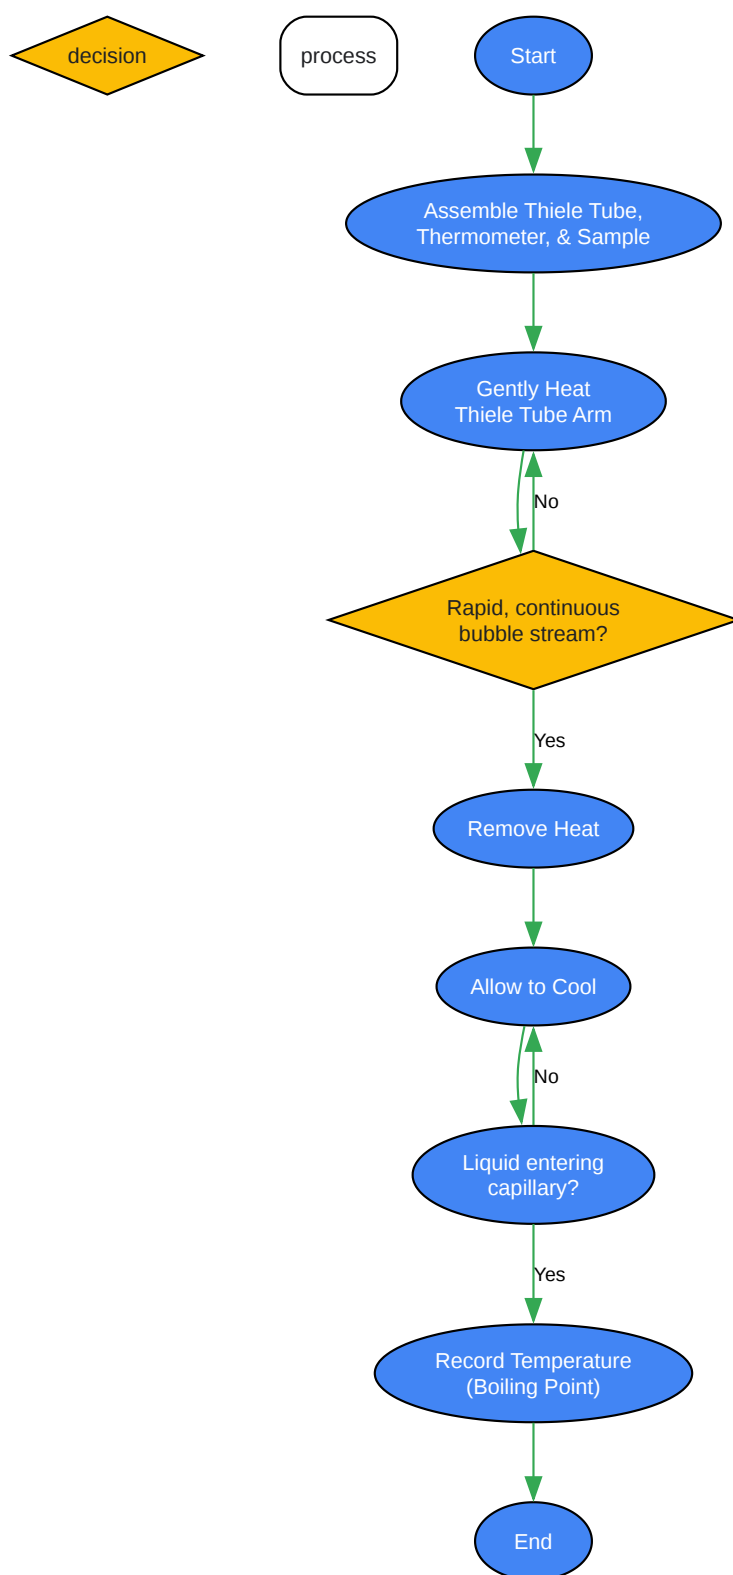 decision
process
Start
Assemble Thiele Tube,
Thermometer, & Sample
Gently Heat
Thiele Tube Arm
No
Rapid, continuous
bubble stream?
Yes
Remove Heat
Allow to Cool
No
Liquid entering
capillary?
Yes
Record Temperature
(Boiling Point)
End